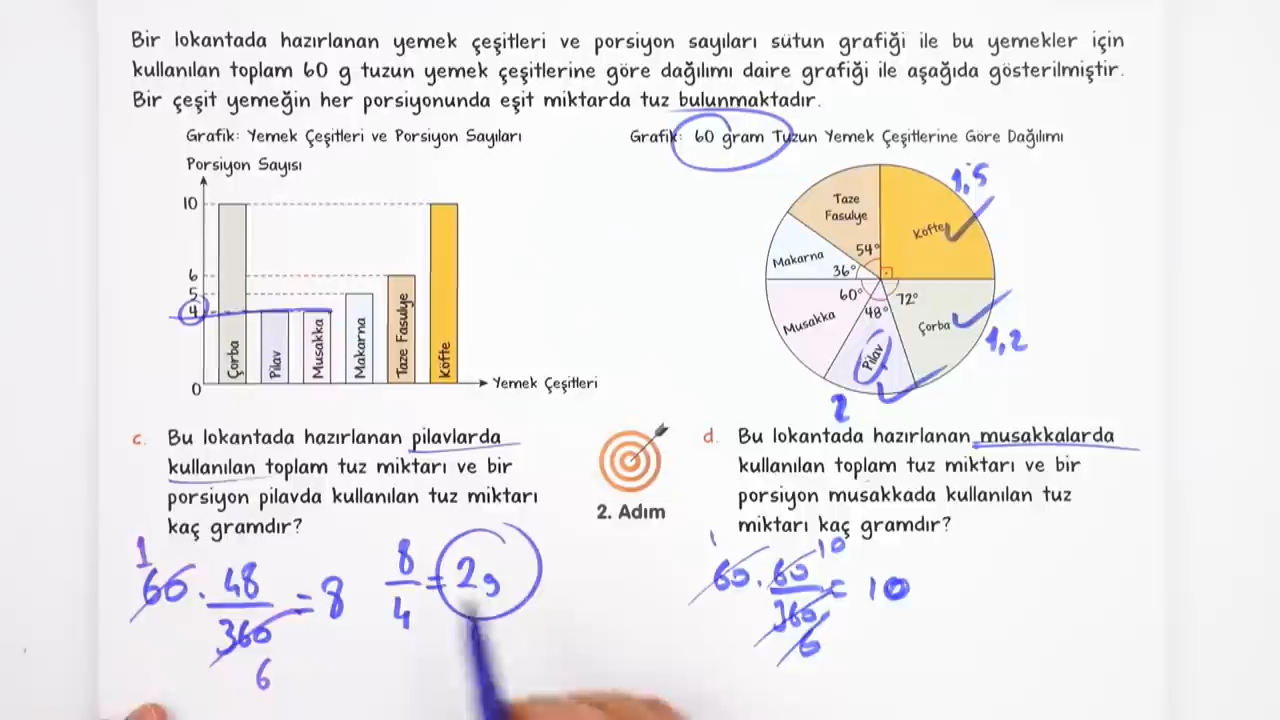 Bir lokantada hazırlanan yemek çeşitleri ve porsiyon sayıları sütun grafiği ile bu yemekler için
kullanılan toplam 60 g tuzun yemek çeşitlerine göre dağılımı daire grafiği ile aşağıda gösterilmiştir.
Bir çeşit yemeğin her porsiyonunda eşit miktarda tuz bulunmaktadır.
Grafik: Yemek Çeşitleri ve Porsiyon Sayıları
Porsiyon Sayısı
10
6
5
4
0
Çorba
Pilav
Musakka
Makarna
Taze Fasulye
Köfte
Yemek Çeşitleri
Grafik: 60 gram Tuzun Yemek Çeşitlerine Göre Dağılımı
Taze
Fasulye
54°
Köfte
1,5
Makarna
36°
60°
72°
Musakka
48°
Çorba
1,2
Pilav
2
c. Bu lokantada hazırlanan pilavlarda
kullanılan toplam tuz miktarı ve bir
porsiyon pilavda kullanılan tuz miktarı
kaç gramdır?
1
60 . 48 = 8
360
6
8 = 2g
4
2. Adım
d. Bu lokantada hazırlanan musakkalarda
kullanılan toplam tuz miktarı ve bir
porsiyon musakkada kullanılan tuz
miktarı kaç gramdır?
1 10
60 . 60 = 10
360
6